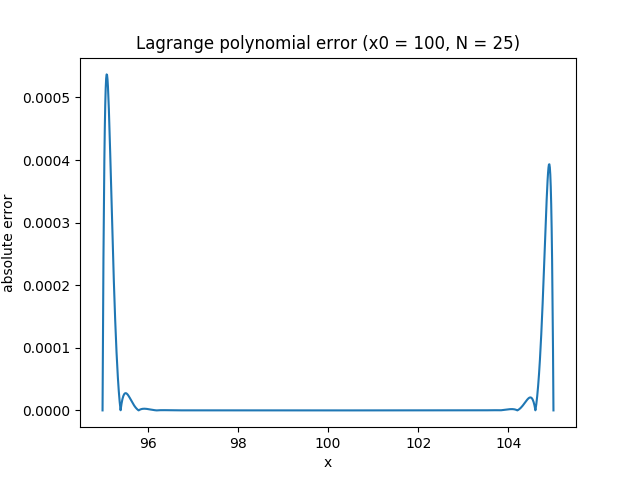 Lagrange polynomial error (x0 = 100, N = 25)
absolute error
0.0005
0.0004
0.0003
0.0002
0.0001
0.0000
96 98 100 102 104
x